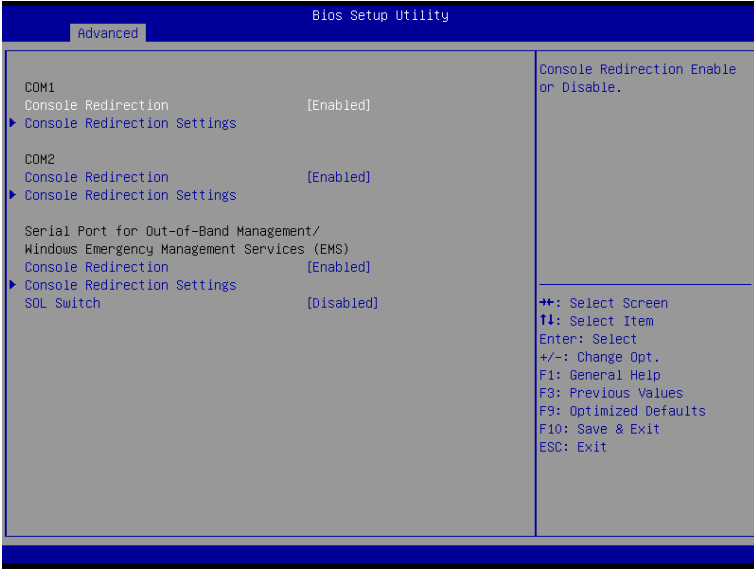 Bios Setup Utility
Advanced
COM1
Console Redirection [Enabled]
Console Redirection Settings
COM2
Console Redirection [Enabled]
Console Redirection Settings
Serial Port for Out-of-Band Management/
Windows Emergency Management Services (EMS)
Console Redirection [Enabled]
Console Redirection Settings
SOL Switch [Disabled]
Console Redirection Enable
or Disable.
→←: Select Screen
↑↓: Select Item
Enter: Select
+/-: Change Opt.
F1: General Help
F3: Previous Values
F9: Optimized Defaults
F10: Save & Exit
ESC: Exit